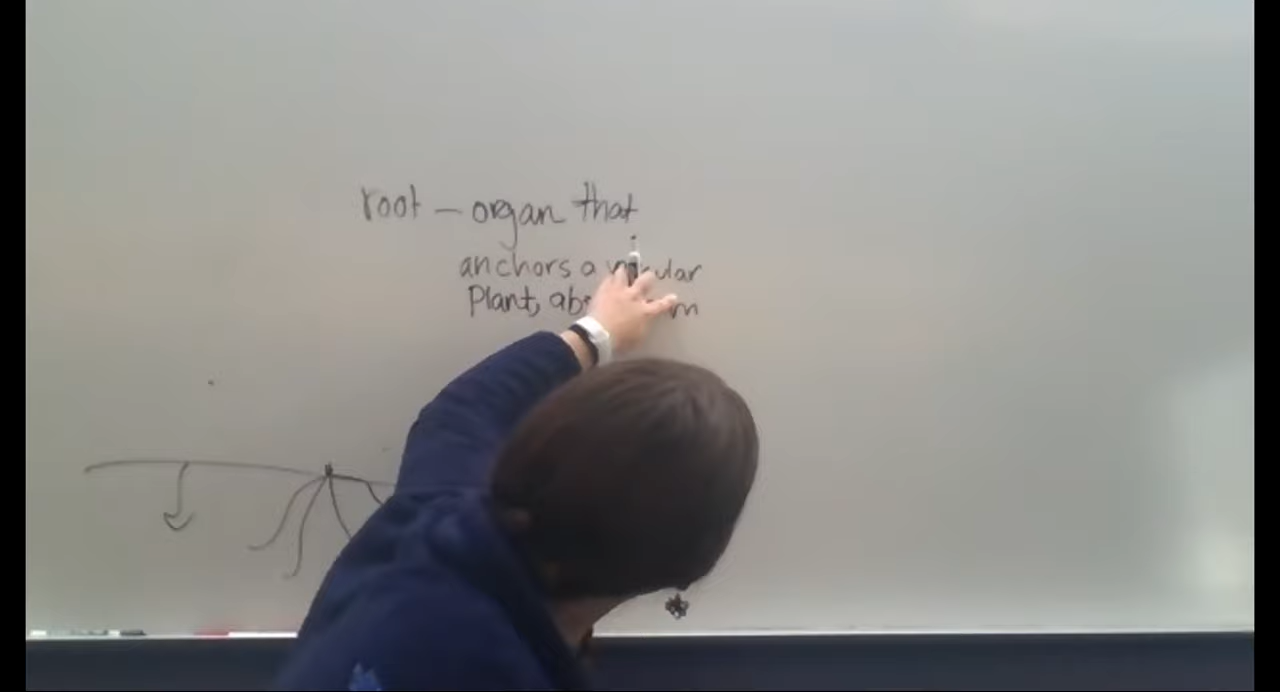 root – organ that
anchors a
Plant,